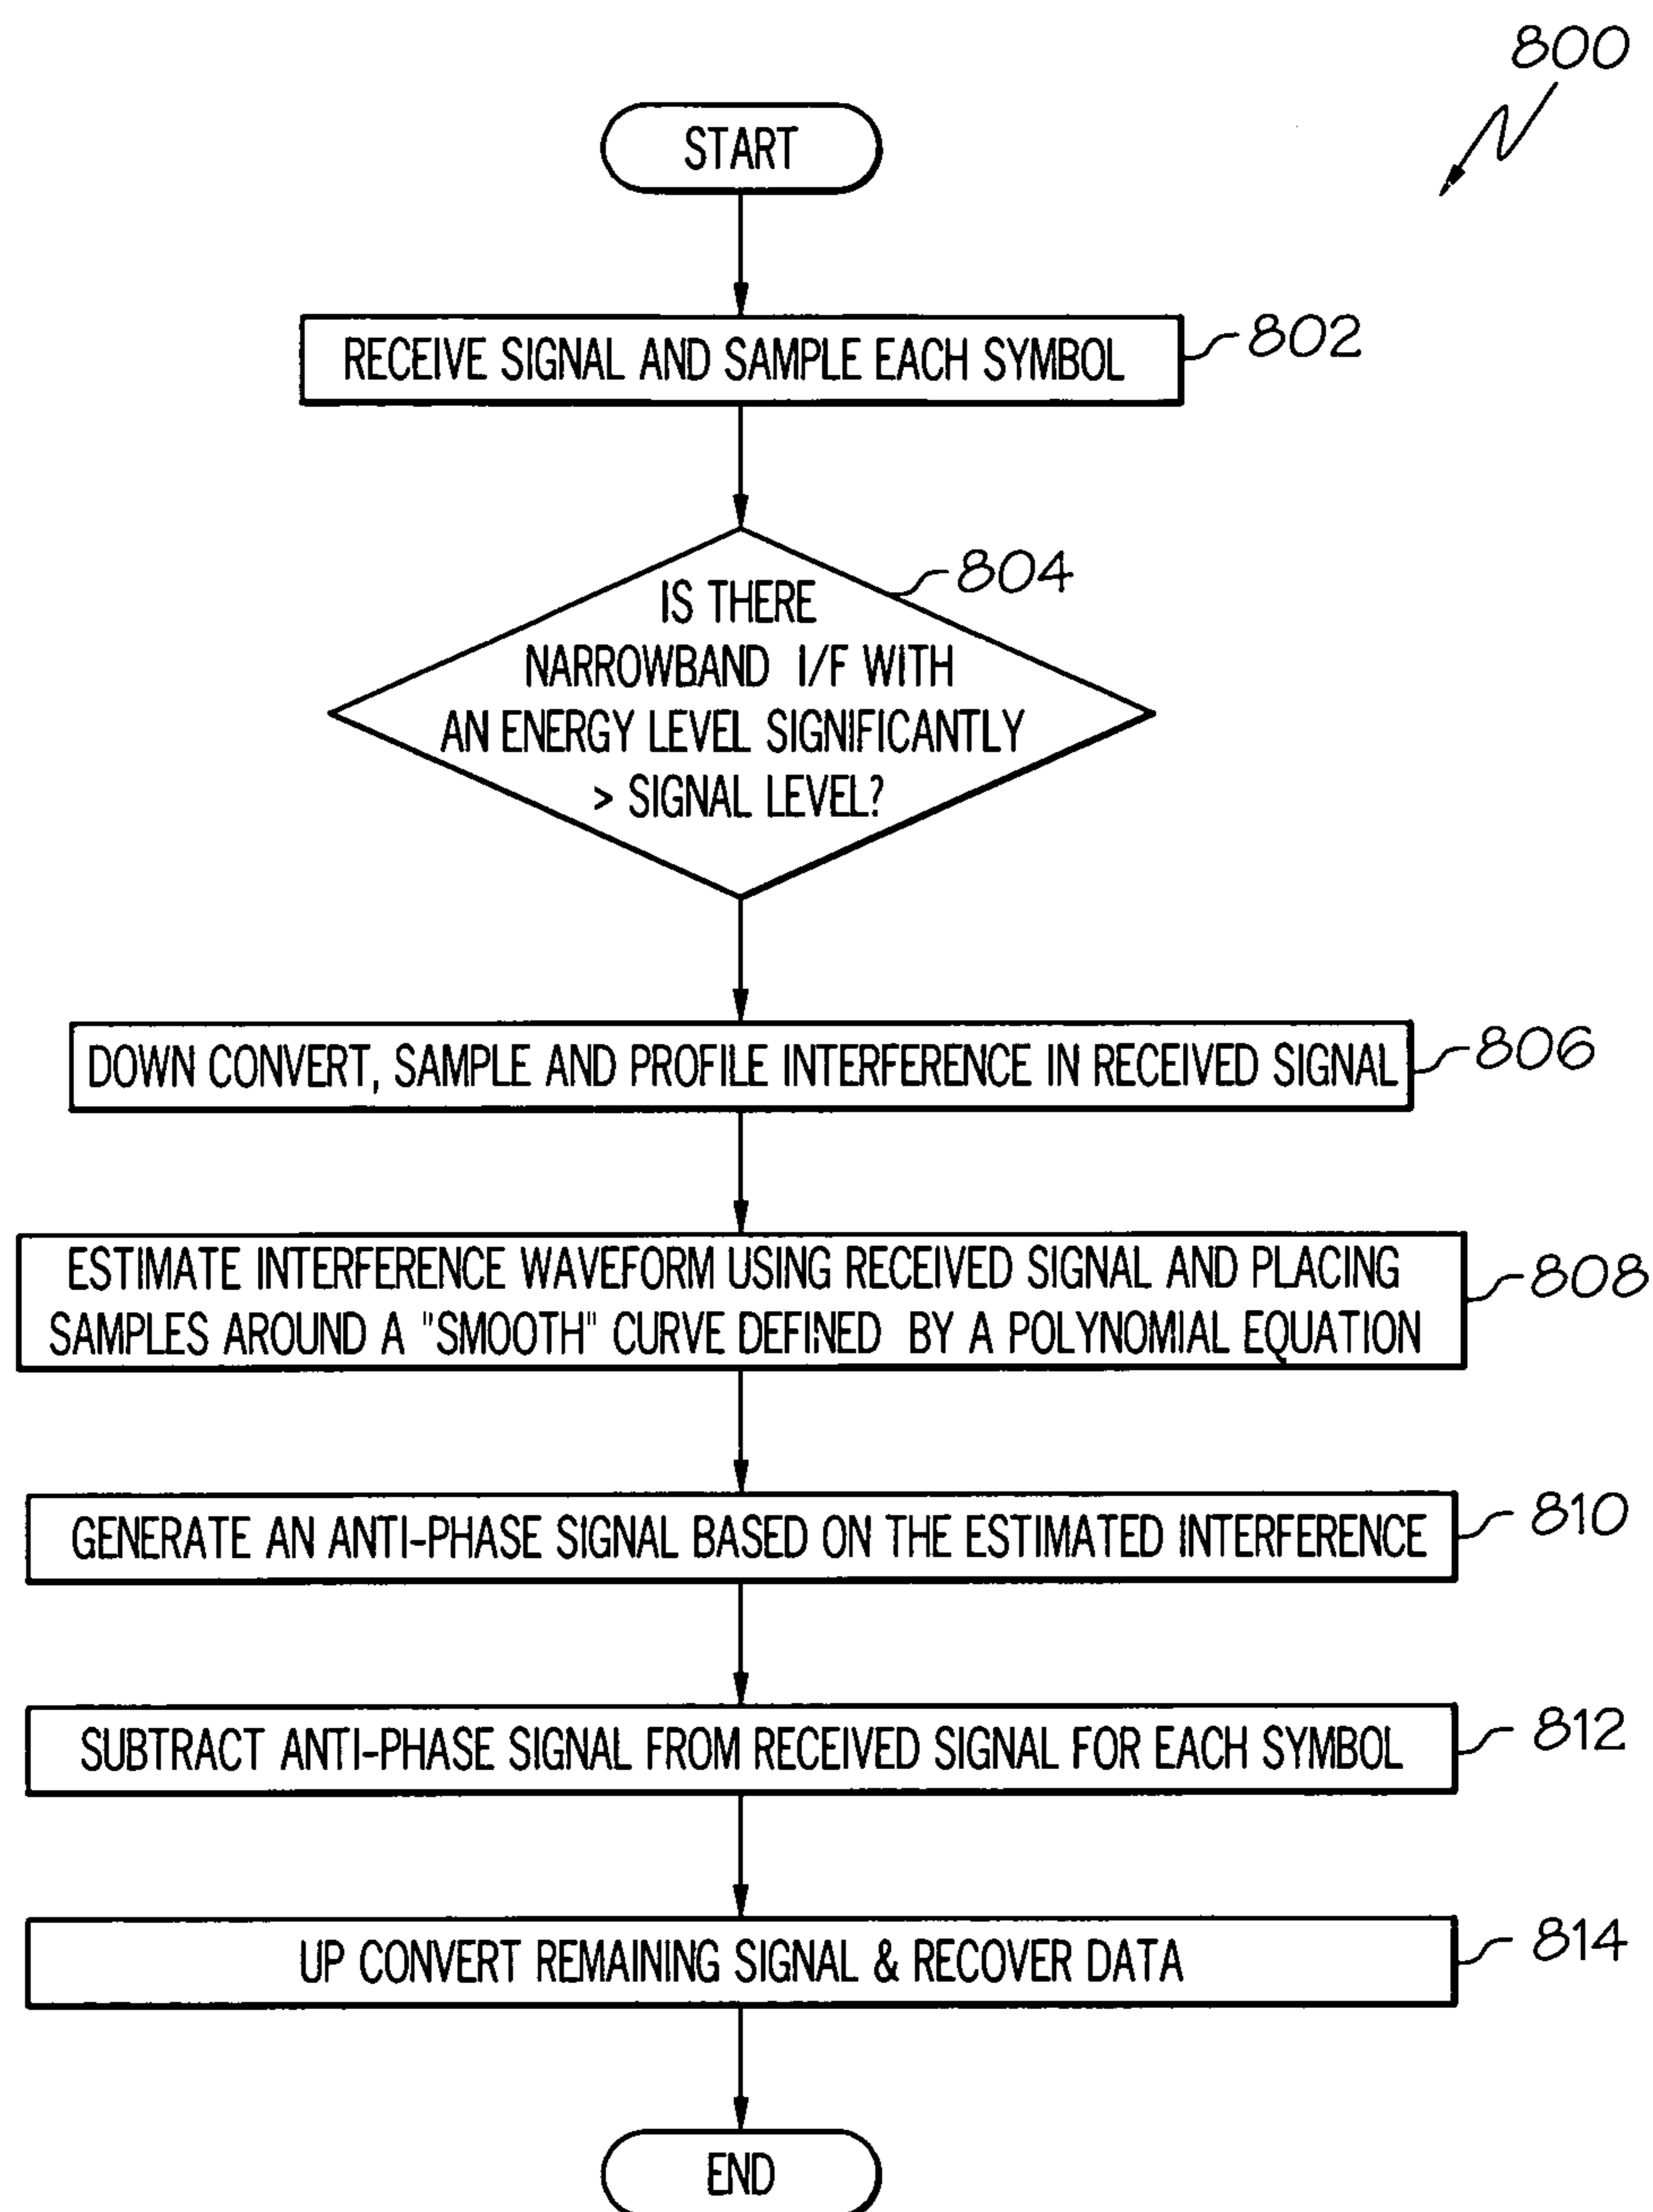 800
START
RECEIVE SIGNAL AND SAMPLE EACH SYMBOL
802
804
IS THERE
NARROWBAND I/F WITH
AN ENERGY LEVEL SIGNIFICANTLY
> SIGNAL LEVEL?
DOWN CONVERT, SAMPLE AND PROFILE INTERFERENCE IN RECEIVED SIGNAL
806
ESTIMATE INTERFERENCE WAVEFORM USING RECEIVED SIGNAL AND PLACING
SAMPLES AROUND A "SMOOTH" CURVE DEFINED BY A POLYNOMIAL EQUATION
808
GENERATE AN ANTI-PHASE SIGNAL BASED ON THE ESTIMATED INTERFERENCE
810
SUBTRACT ANTI-PHASE SIGNAL FROM RECEIVED SIGNAL FOR EACH SYMBOL
812
UP CONVERT REMAINING SIGNAL & RECOVER DATA
814
END